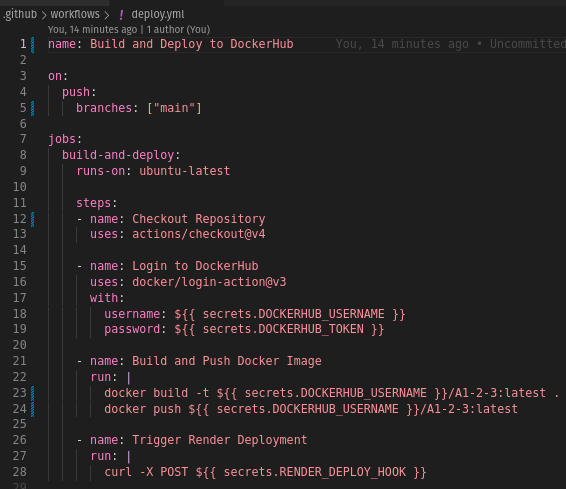 .github > workflows > ! deploy.yml
You, 14 minutes ago | 1 author (You)
1 name: Build and Deploy to DockerHub You, 14 minutes ago • Uncommitted
2
3 on:
4 push:
5 branches: ["main"]
6
7 jobs:
8 build-and-deploy:
9 runs-on: ubuntu-latest
10
11 steps:
12 - name: Checkout Repository
13 uses: actions/checkout@v4
14
15 - name: Login to DockerHub
16 uses: docker/login-action@v3
17 with:
18 username: ${{ secrets.DOCKERHUB_USERNAME }}
19 password: ${{ secrets.DOCKERHUB_TOKEN }}
20
21 - name: Build and Push Docker Image
22 run: |
23 docker build -t ${{ secrets.DOCKERHUB_USERNAME }}/A1-2-3:latest .
24 docker push ${{ secrets.DOCKERHUB_USERNAME }}/A1-2-3:latest
25
26 - name: Trigger Render Deployment
27 run: |
28 curl -X POST ${{ secrets.RENDER_DEPLOY_HOOK }}
29